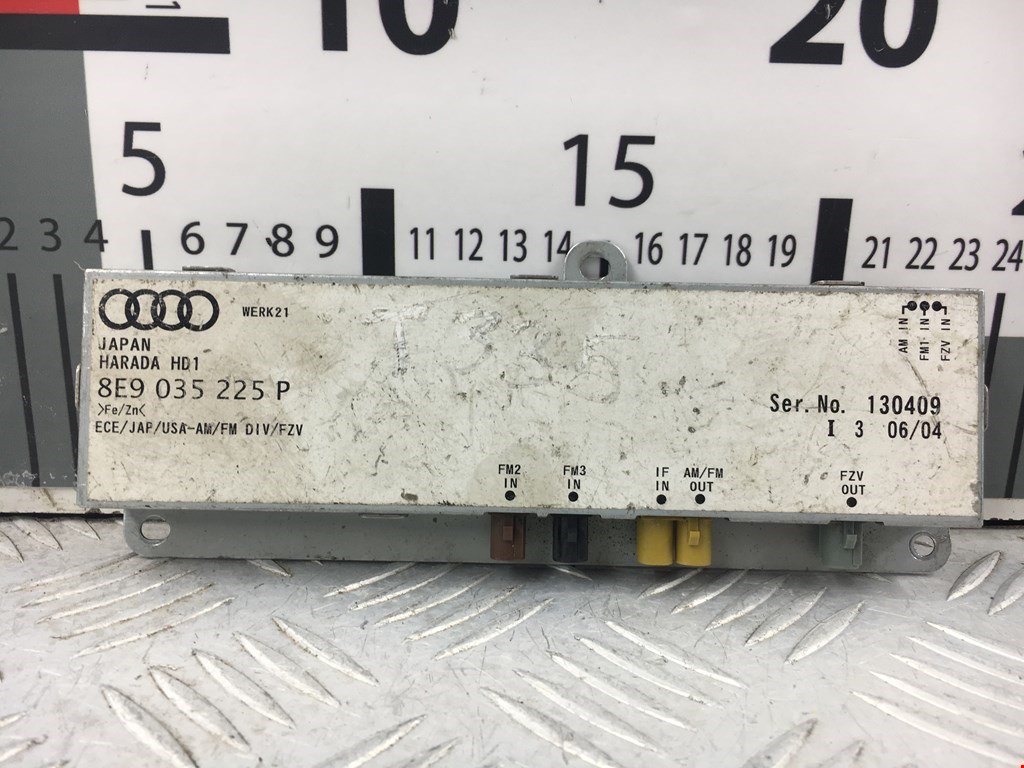 1
10 20
5 15
2 3 4 6 7 8 9 11 12 13 14 16 17 18 19 21 22 23 24
WERK21
JAPAN
HARADA HD1
8E9 035 225 P
>Fe/Zn<
ECE/JAP/USA-AM/FM DIV/FZV
T 335
AM IN
FM1 IN
FZV IN
Ser. No. 130409
I 3 06/04
FM2 IN
FM3 IN
IF IN
AM/FM OUT
FZV OUT